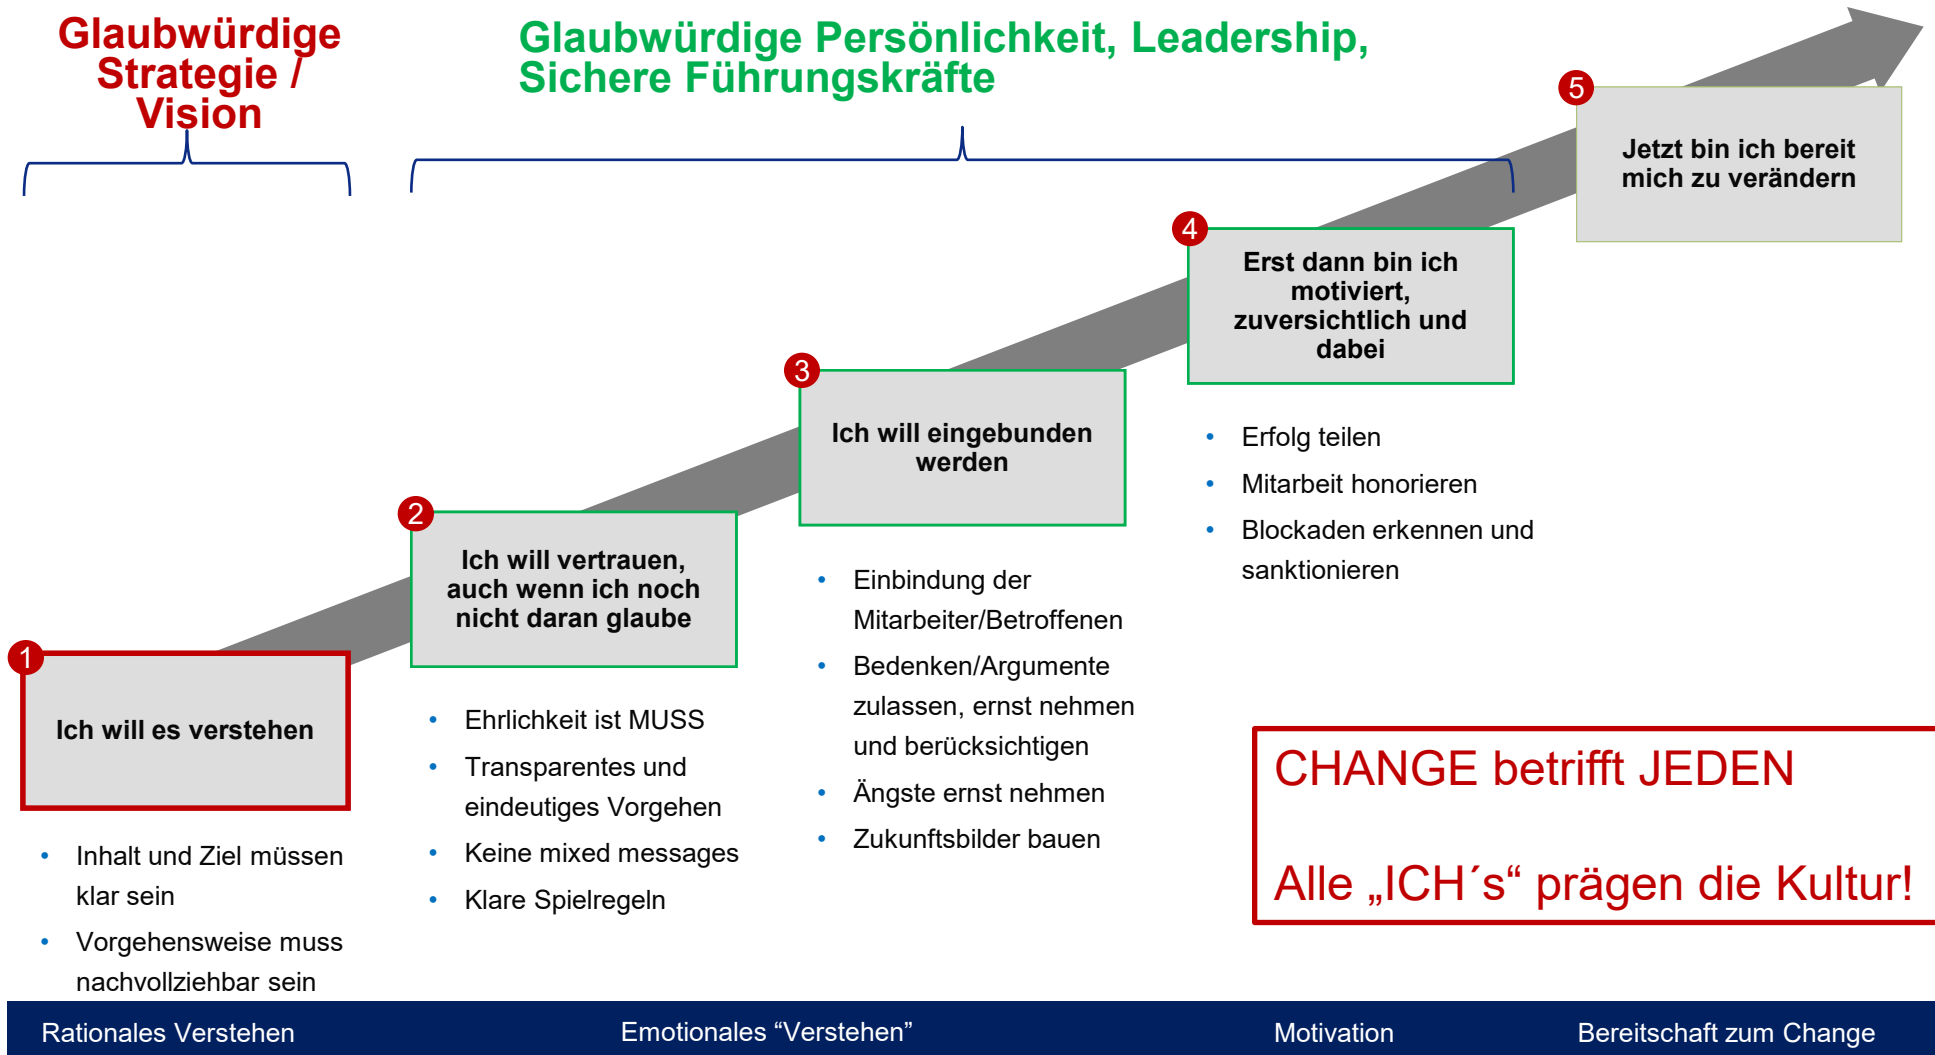 Glaubwürdige
Strategie /
Vision
Glaubwürdige Persönlichkeit, Leadership,
Sichere Führungskräfte
1
Ich will es verstehen
• Inhalt und Ziel müssen
klar sein
• Vorgehensweise muss
nachvollziehbar sein
2
Ich will vertrauen,
auch wenn ich noch
nicht daran glaube
• Ehrlichkeit ist MUSS
• Transparentes und
eindeutiges Vorgehen
• Keine mixed messages
• Klare Spielregeln
3
Ich will eingebunden
werden
• Einbindung der
Mitarbeiter/Betroffenen
• Bedenken/Argumente
zulassen, ernst nehmen
und berücksichtigen
• Ängste ernst nehmen
• Zukunftsbilder bauen
4
Erst dann bin ich
motiviert,
zuversichtlich und
dabei
• Erfolg teilen
• Mitarbeit honorieren
• Blockaden erkennen und
sanktionieren
5
Jetzt bin ich bereit
mich zu verändern
CHANGE betrifft JEDEN
Alle „ICH´s“ prägen die Kultur!
Rationales Verstehen
Emotionales “Verstehen”
Motivation
Bereitschaft zum Change